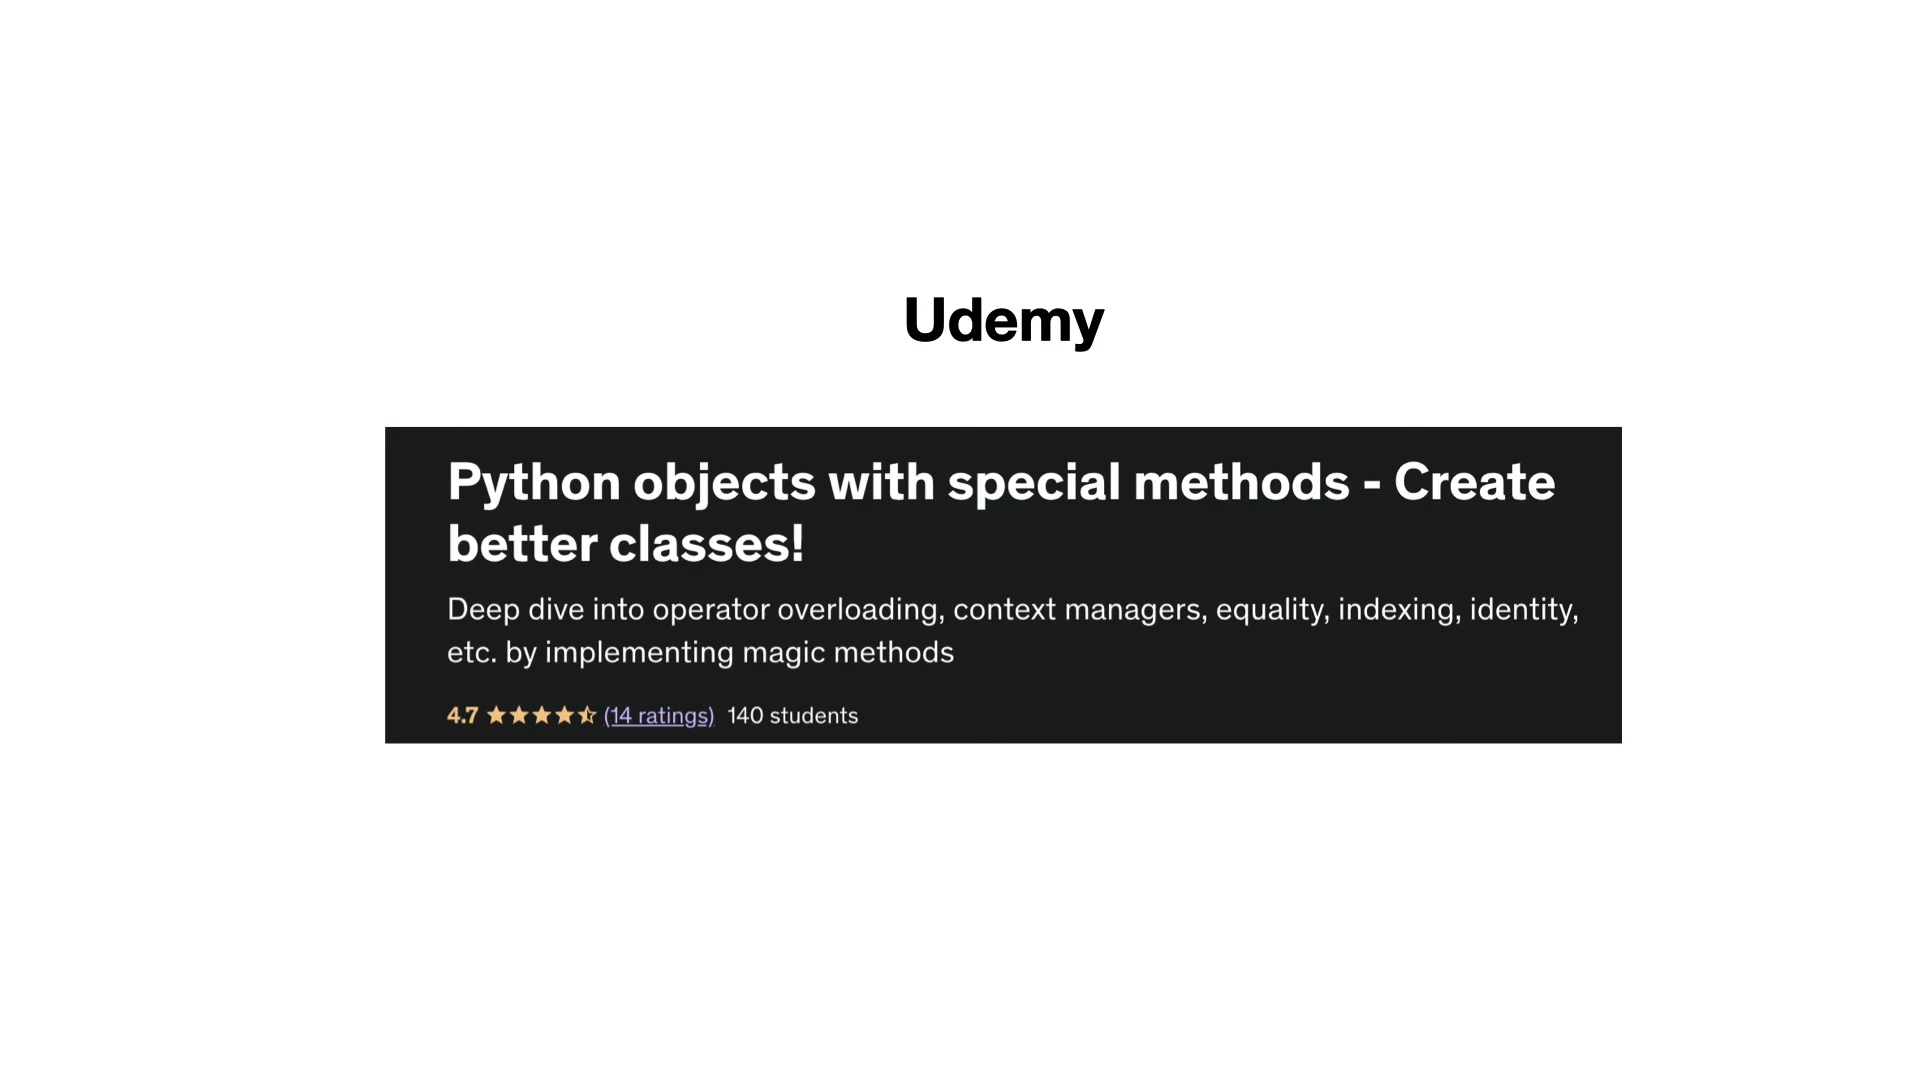 Udemy
Python objects with special methods - Create
better classes!
Deep dive into operator overloading, context managers, equality, indexing, identity,
etc. by implementing magic methods
4.7 (14 ratings) 140 students